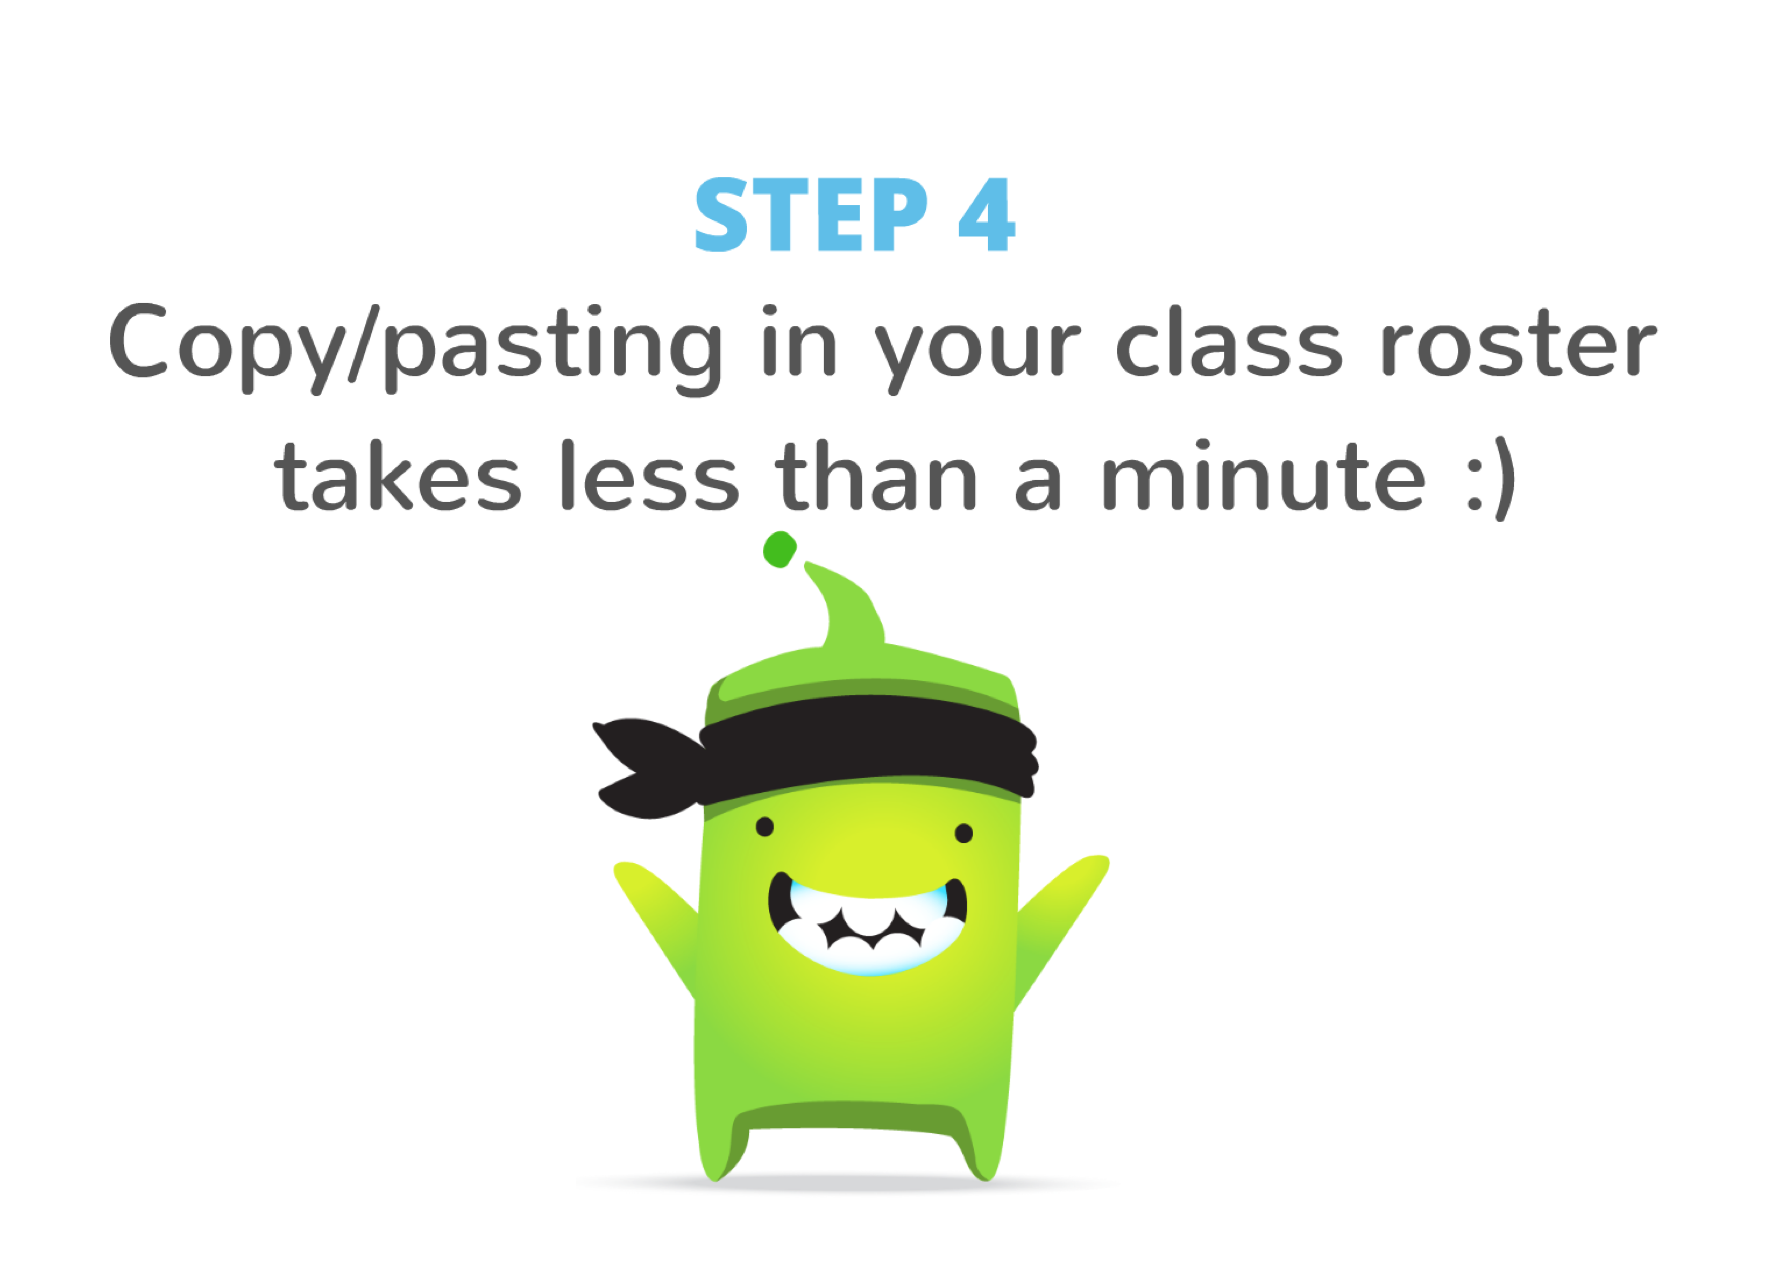 STEP 4
Copy/pasting in your class roster
takes less than a minute :)